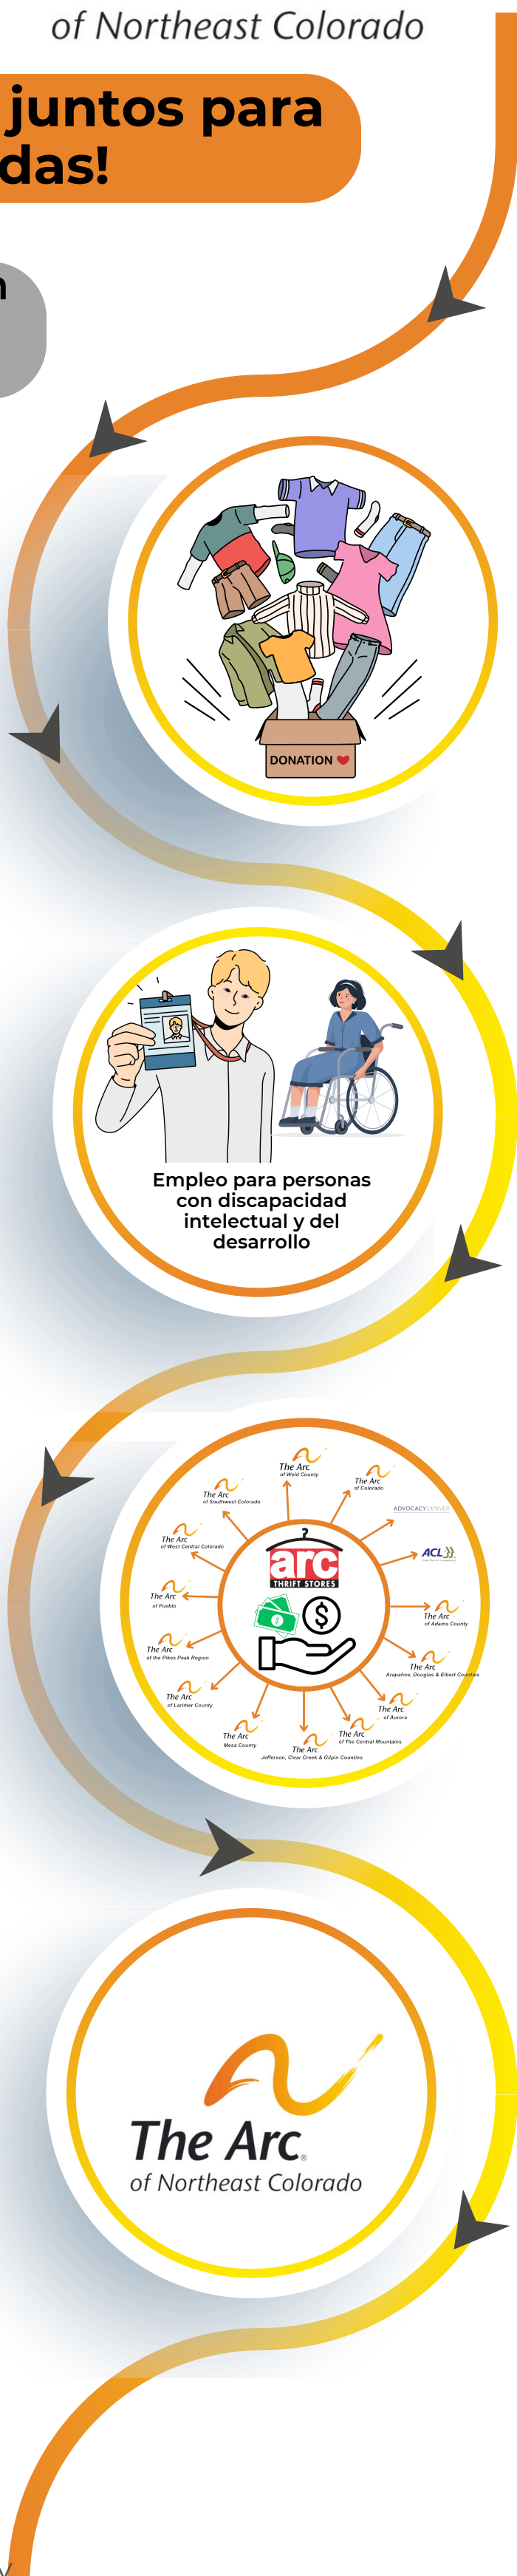 of Northeast Colorado
juntos para
das!
n
DONATION
Empleo para personas
con discapacidad
intelectual y del
desarrollo
The Arc
of Weld County
The Arc
of Colorado
The Arc
of Southwest Colorado
ADVOCACYDENVER
The Arc
of West Central Colorado
ACL
The Arc
of Pueblo
arc
THRIFT STORES
$
The Arc
of Adams County
The Arc
of the Pikes Peak Region
The Arc
Arapahoe, Douglas & Elbert Counties
The Arc
of Larimer County
The Arc
of Aurora
The Arc
Mesa County
The Arc
of The Central Mountains
The Arc
Jefferson, Clear Creek & Gilpin Counties
The Arc®
of Northeast Colorado